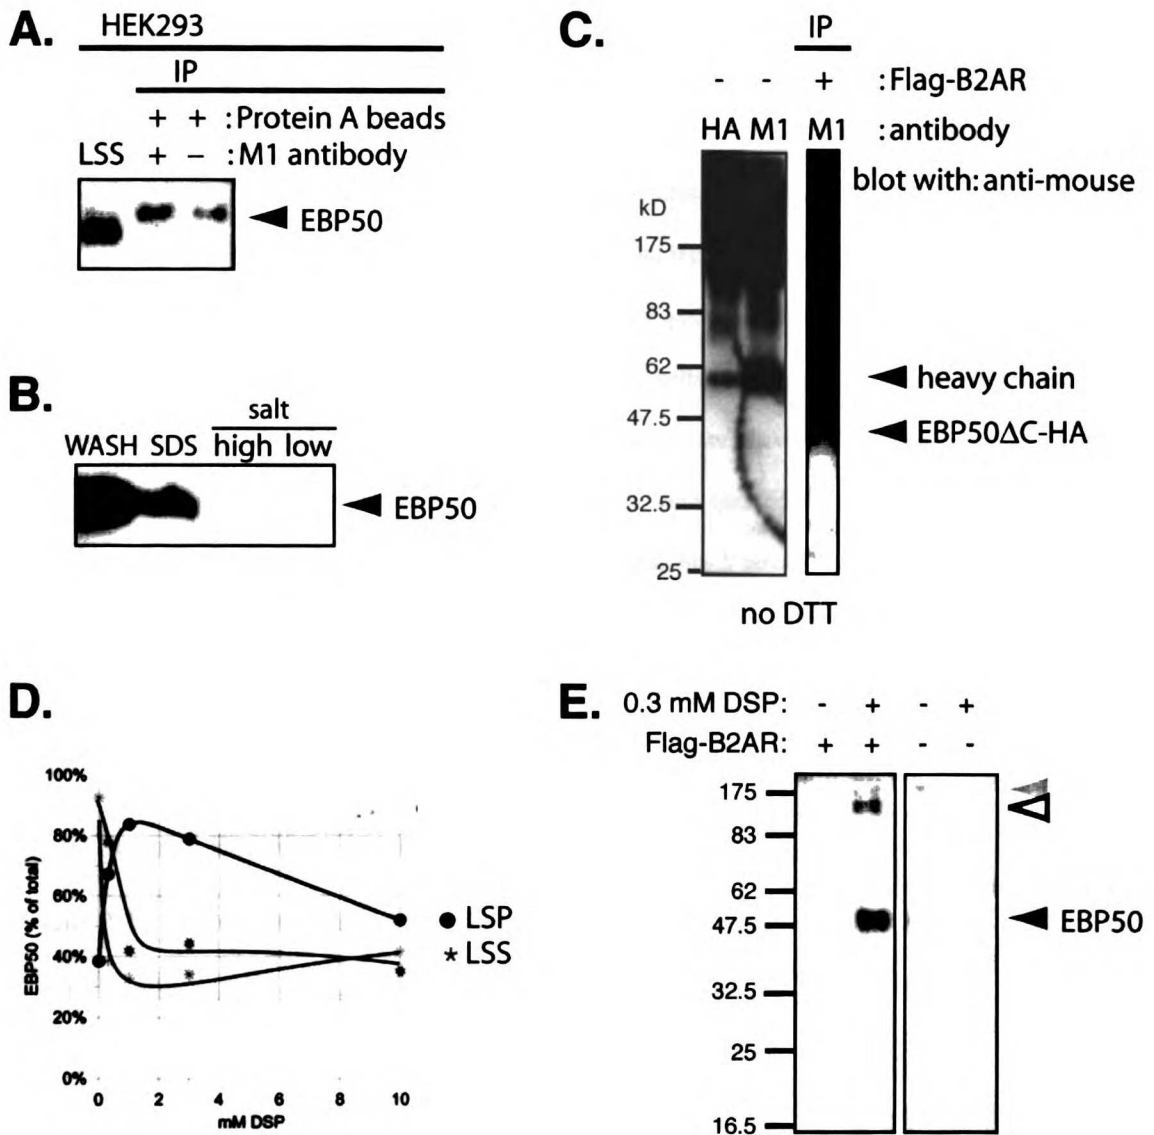 A.
HEK293
IP
+ + :Protein A beads
LSS + – :M1 antibody
EBP50
B.
salt
WASH SDS high low
EBP50
C.
IP
- - + :Flag-B2AR
HA M1 M1 :antibody
blot with: anti-mouse
kD
175
83
62
heavy chain
47.5
EBP50ΔC-HA
32.5
25
no DTT
D.
100%
80%
60%
40%
20%
0%
EBP50 (% of total)
LSP
* LSS
0 2 4 6 8 10
mM DSP
E.
0.3 mM DSP: - + - +
Flag-B2AR: + + - -
175
83
62
47.5
EBP50
32.5
25
16.5